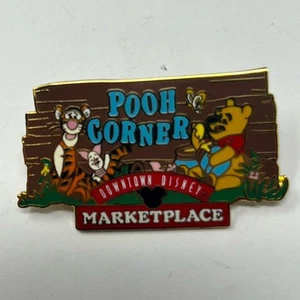 POOH
CORNER
DOWNTOWN DISNEY
MARKETPLACE